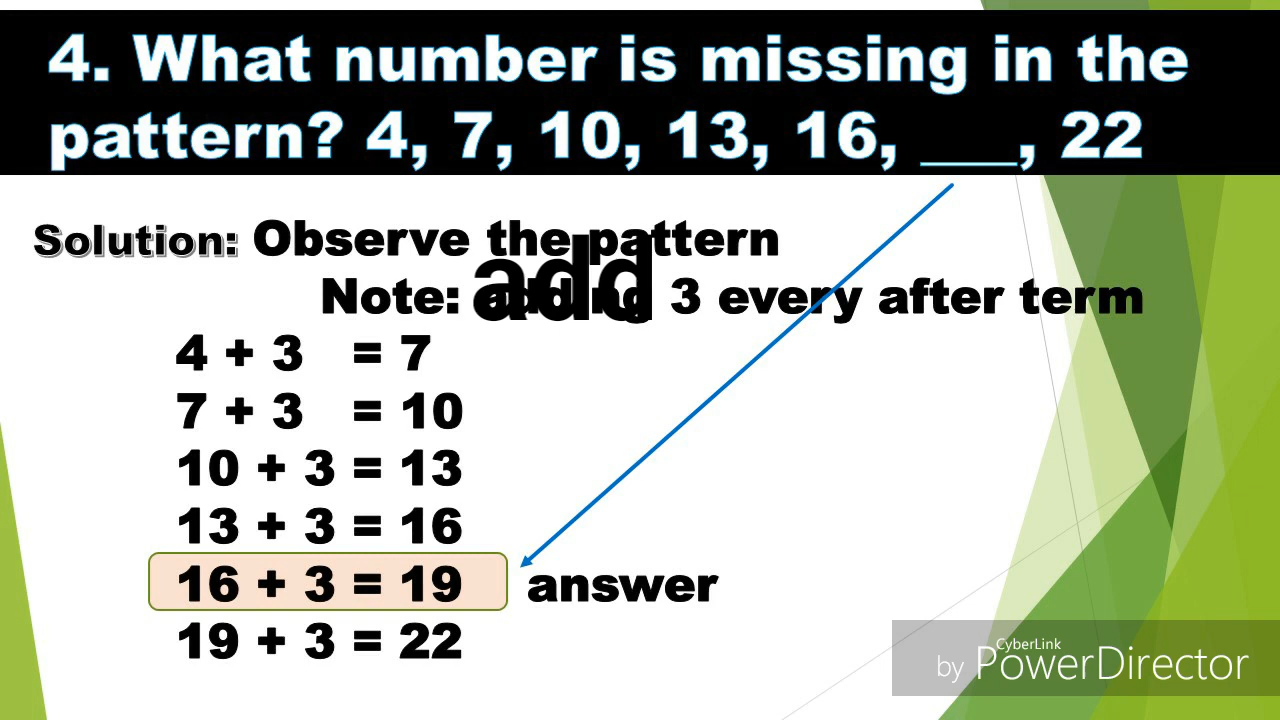 4. What number is missing in the
pattern? 4, 7, 10, 13, 16, ___, 22
Solution: Observe the pattern
add
Note: adding 3 every after term
4 + 3 = 7
7 + 3 = 10
10 + 3 = 13
13 + 3 = 16
16 + 3 = 19 answer
19 + 3 = 22
CyberLink
by PowerDirector